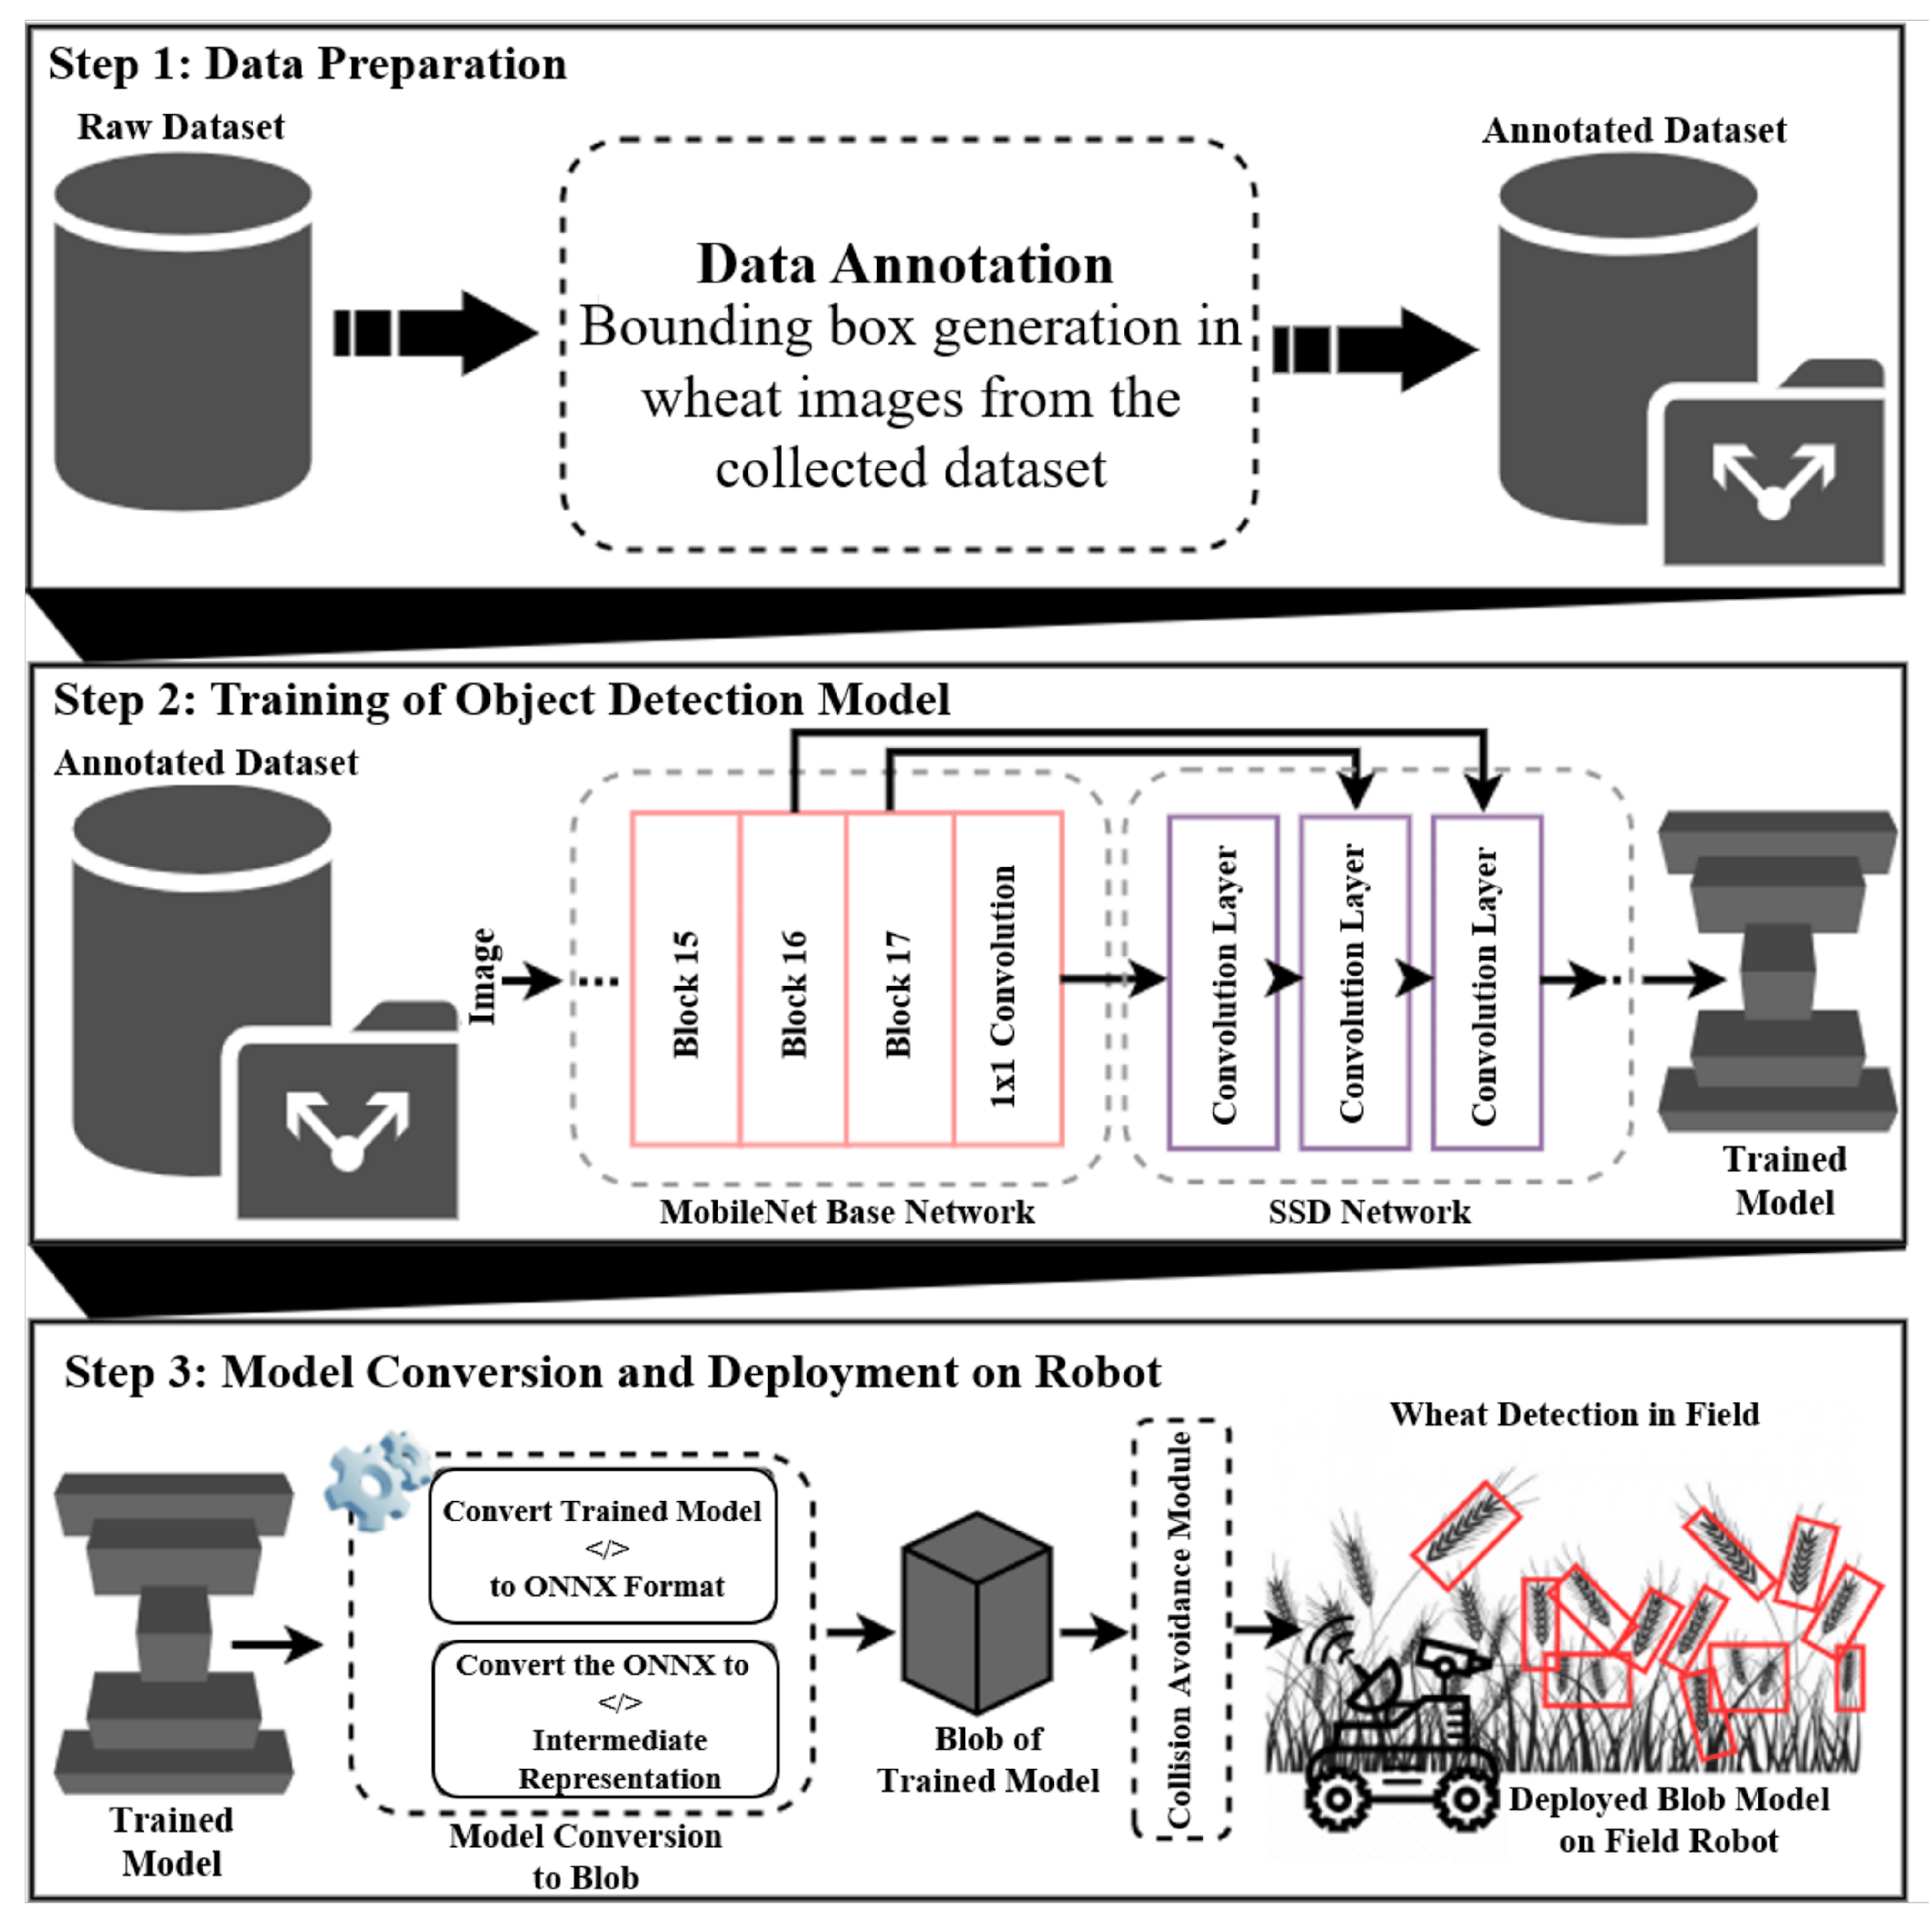 Step 1: Data Preparation
Raw Dataset
Annotated Dataset
Data Annotation
Bounding box generation in
wheat images from the
collected dataset
Step 2: Training of Object Detection Model
Annotated Dataset
Image
...
Block 15
Block 16
Block 17
1x1 Convolution
Convolution Layer
Convolution Layer
Convolution Layer
MobileNet Base Network
SSD Network
Trained
Model
Step 3: Model Conversion and Deployment on Robot
Wheat Detection in Field
Convert Trained Model
</>
to ONNX Format
Convert the ONNX to
</>
Intermediate
Representation
Collision Avoidance Module
Blob of
Trained Model
Deployed Blob Model
on Field Robot
Trained
Model
Model Conversion
to Blob